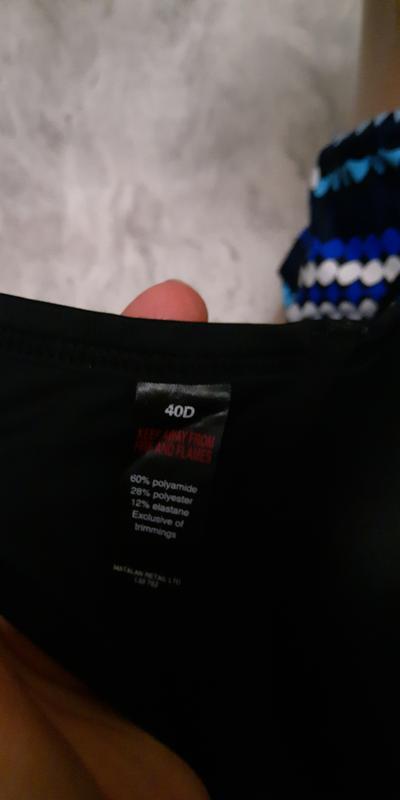 40D
KEEP AWAY FROM
FIRE AND FLAMES
60% polyamide
28% polyester
12% elastane
Exclusive of
trimmings
MATALAN RETAIL LTD